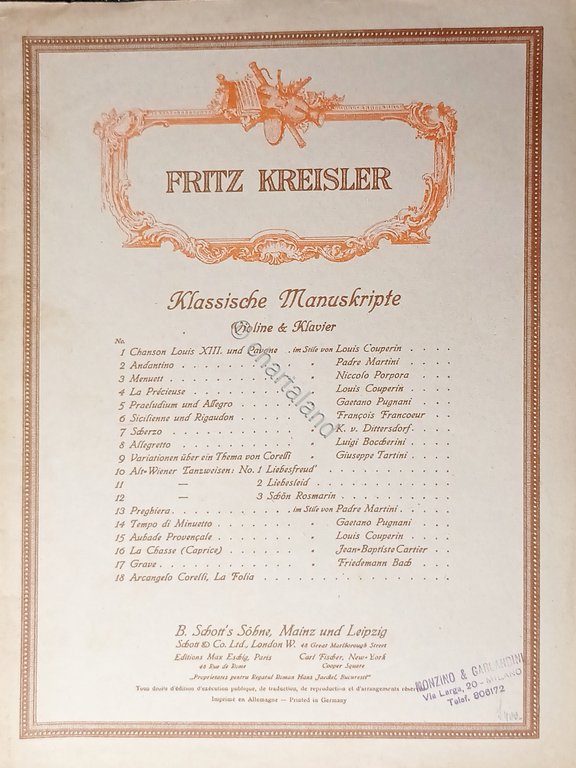 FRITZ KREISLER
Klassische Manuskripte
Violine & Klavier
© chartaland
No.
1 Chanson Louis XIII. und Pavane . im Stile von Louis Couperin . . . .
2 Andantino . . . . . . . . . . . „ Padre Martini . . . .
3 Menuett . . . . . . . . . . . . „ Niccolo Porpora . . . .
4 La Précieuse . . . . . . . . . . „ Louis Couperin . . . .
5 Praeludium und Allegro . . . . . . „ Gaetano Pugnani . . . .
6 Sicilienne und Rigaudon . . . . . . „ François Francoeur . . . .
7 Scherzo . . . . . . . . . . . . „ K. v. Dittersdorf . . . .
8 Allegretto . . . . . . . . . . . „ Luigi Boccherini . . . .
9 Variationen über ein Thema von Corelli „ Giuseppe Tartini . . . .
10 Alt-Wiener Tanzweisen: No. 1 Liebesfreud' . . . . . . . .
11 — 2 Liebesleid . . . . . . . .
12 — 3 Schön Rosmarin . . . . . . . .
13 Preghiera . . . . . . . . . . . im Stile von Padre Martini . . . .
14 Tempo di Minuetto . . . . . . . . „ Gaetano Pugnani . . . .
15 Aubade Provençale . . . . . . . . „ Louis Couperin . . . .
16 La Chasse (Caprice) . . . . . . . „ Jean-Baptiste Cartier . . . .
17 Grave . . . . . . . . . . . . . „ Friedemann Bach . . . .
18 Arcangelo Corelli, La Folia . . . . . . . . . . . .
B. Schott's Söhne, Mainz und Leipzig
Schott & Co. Ltd., London W. 48 Great Marlborough Street
Editions Max Eschig, Paris Carl Fischer, New-York
48 Rue de Rome Cooper Square
„Proprietatea pentru Regatul Roman Hans Jaichel, Bucuresti"
Tous droits d'édition d'exécution publique, de traduction, de reproduction et d'arrangements réservés
Imprimé en Allemagne — Printed in Germany
MONZINO & GARLANDINI
Via Larga, 20 - MILANO
Telef. 806172